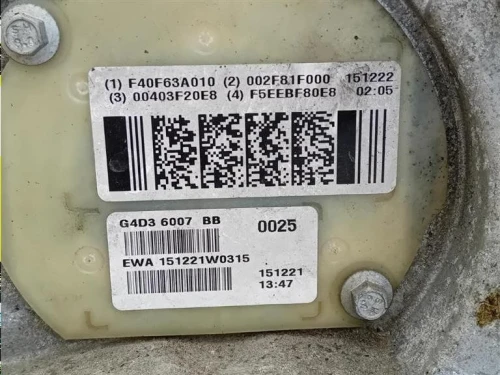 (1) F40F63A010 (2) 002F81F000 151222
(3) 00403F20E8 (4) F5EEBF80E8 02:05
G4D3 6007 BB 0025
EWA 151221W0315
151221
13:47